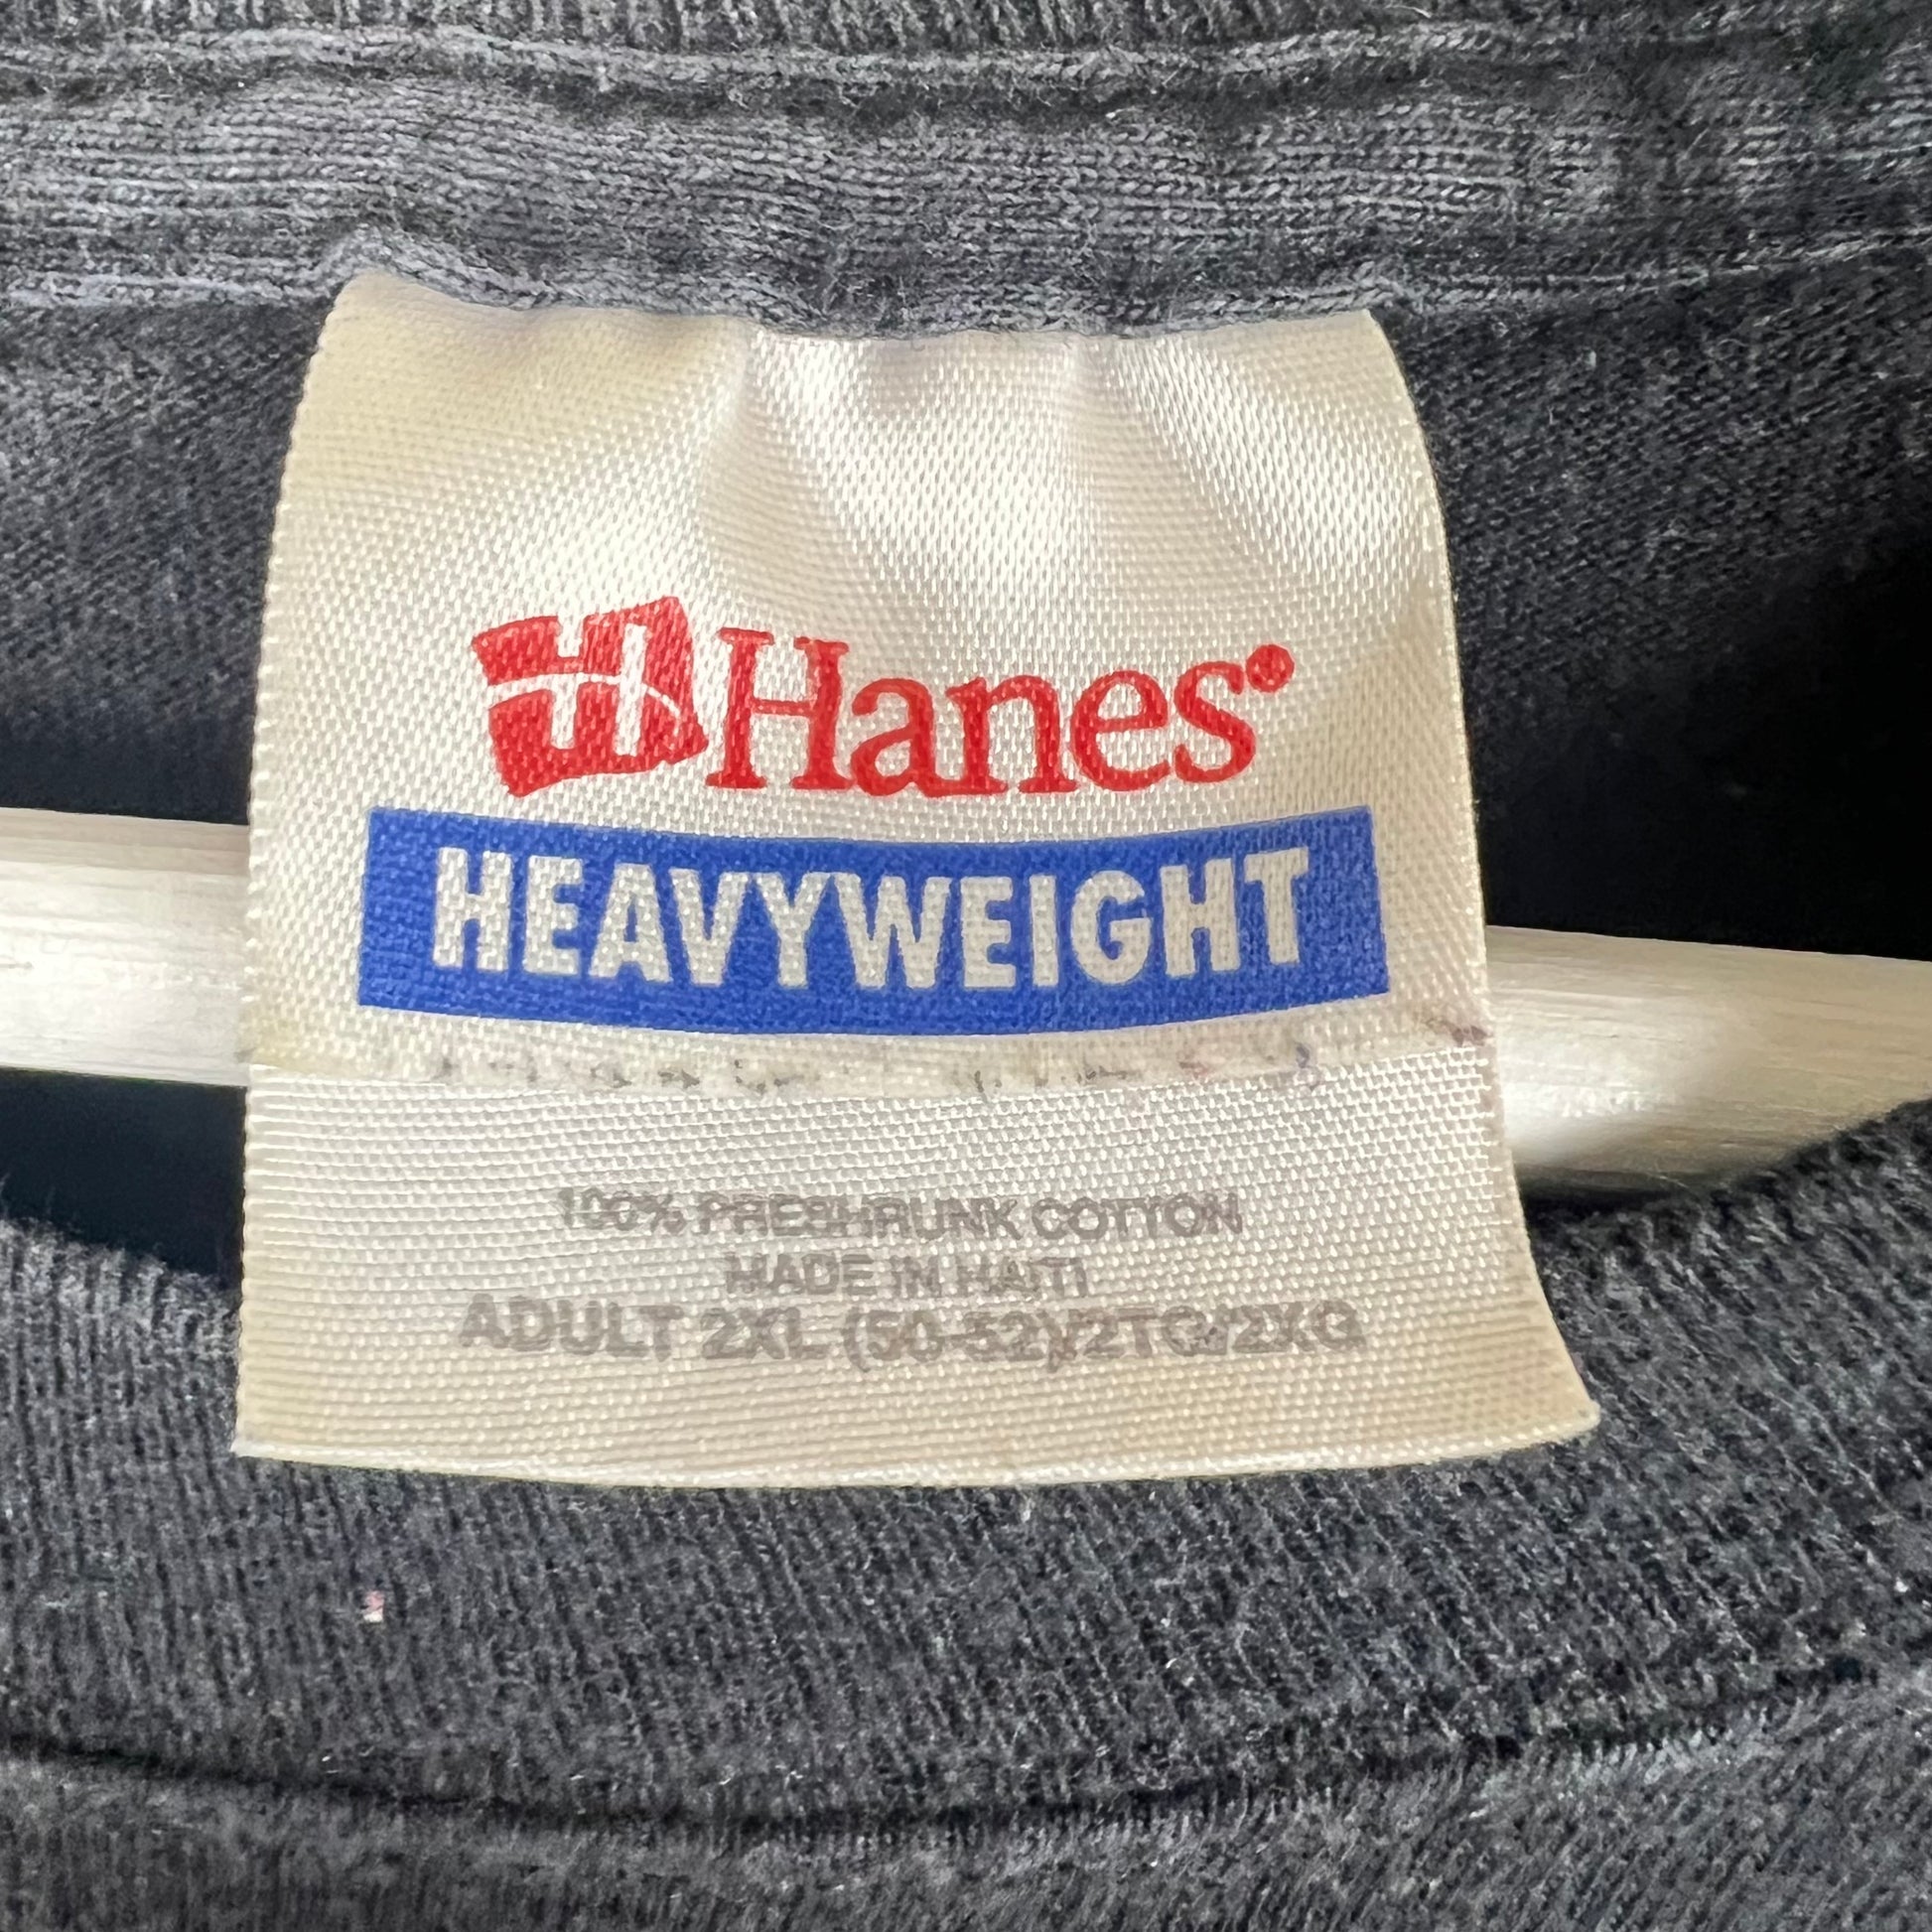 Hanes®
HEAVYWEIGHT
100% PRESHRUNK COTTON
MADE IN HAITI
ADULT 2XL (50-52)/2TG/2XG